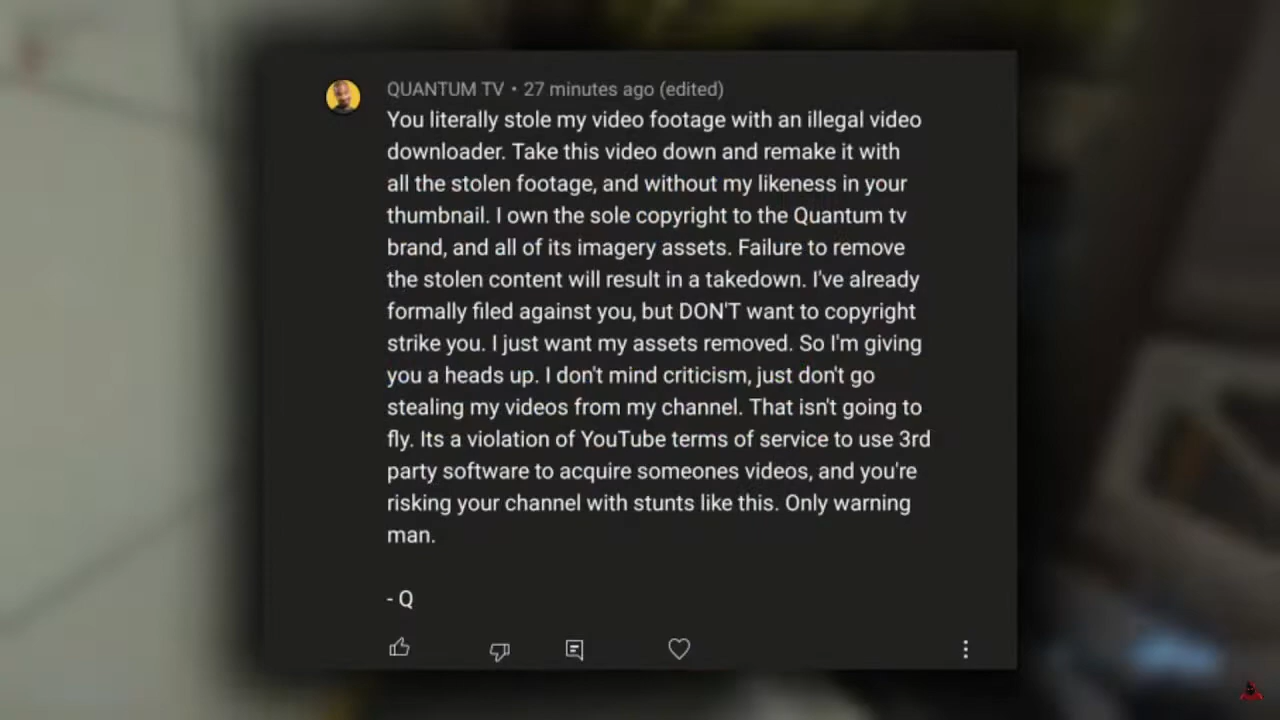 QUANTUM TV • 27 minutes ago (edited)
You literally stole my video footage with an illegal video
downloader. Take this video down and remake it with
all the stolen footage, and without my likeness in your
thumbnail. I own the sole copyright to the Quantum tv
brand, and all of its imagery assets. Failure to remove
the stolen content will result in a takedown. I've already
formally filed against you, but DON'T want to copyright
strike you. I just want my assets removed. So I'm giving
you a heads up. I don't mind criticism, just don't go
stealing my videos from my channel. That isn't going to
fly. Its a violation of YouTube terms of service to use 3rd
party software to acquire someones videos, and you're
risking your channel with stunts like this. Only warning
man.
- Q